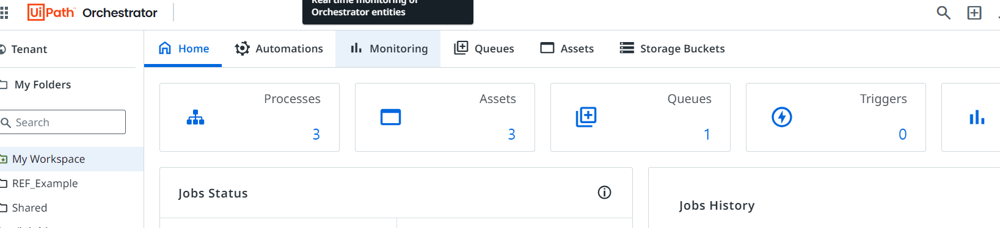 Real time monitoring of
Orchestrator entities
UiPath Orchestrator
Tenant
Home
Automations
Monitoring
Queues
Assets
Storage Buckets
My Folders
Search
My Workspace
REF_Example
Shared
Processes
3
Assets
3
Queues
1
Triggers
0
Jobs Status
Jobs History